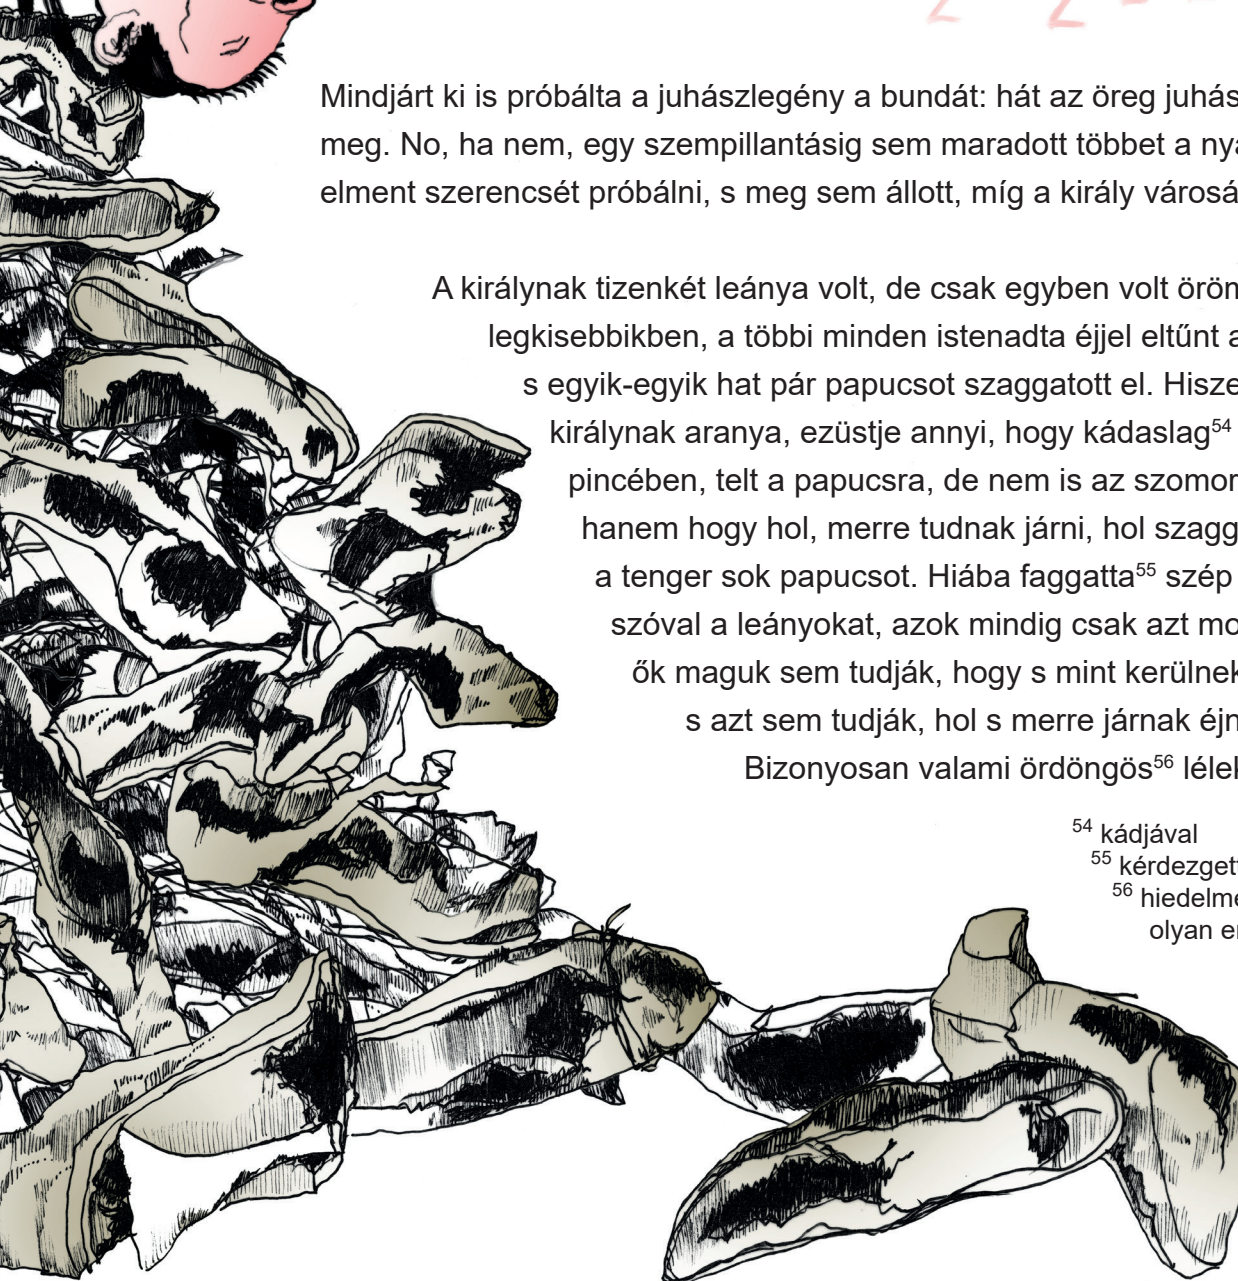 Mindjárt ki is próbálta a juhászlegény a bundát: hát az öreg juhás
meg. No, ha nem, egy szempillantásig sem maradott többet a nya
elment szerencsét próbálni, s meg sem állott, míg a király városá
A királynak tizenkét leánya volt, de csak egyben volt öröm
legkisebbikben, a többi minden istenadta éjjel eltűnt a
s egyik-egyik hat pár papucsot szaggatott el. Hisze
királynak aranya, ezüstje annyi, hogy kádaslag⁵⁴
pincében, telt a papucsra, de nem is az szomor
hanem hogy hol, merre tudnak járni, hol szagg
a tenger sok papucsot. Hiába faggatta⁵⁵ szép
szóval a leányokat, azok mindig csak azt mo
ők maguk sem tudják, hogy s mint kerülnek
s azt sem tudják, hol s merre járnak éjn
Bizonyosan valami ördöngös⁵⁶ lélek
⁵⁴ kádjával
⁵⁵ kérdezgett
⁵⁶ hiedelme
olyan er